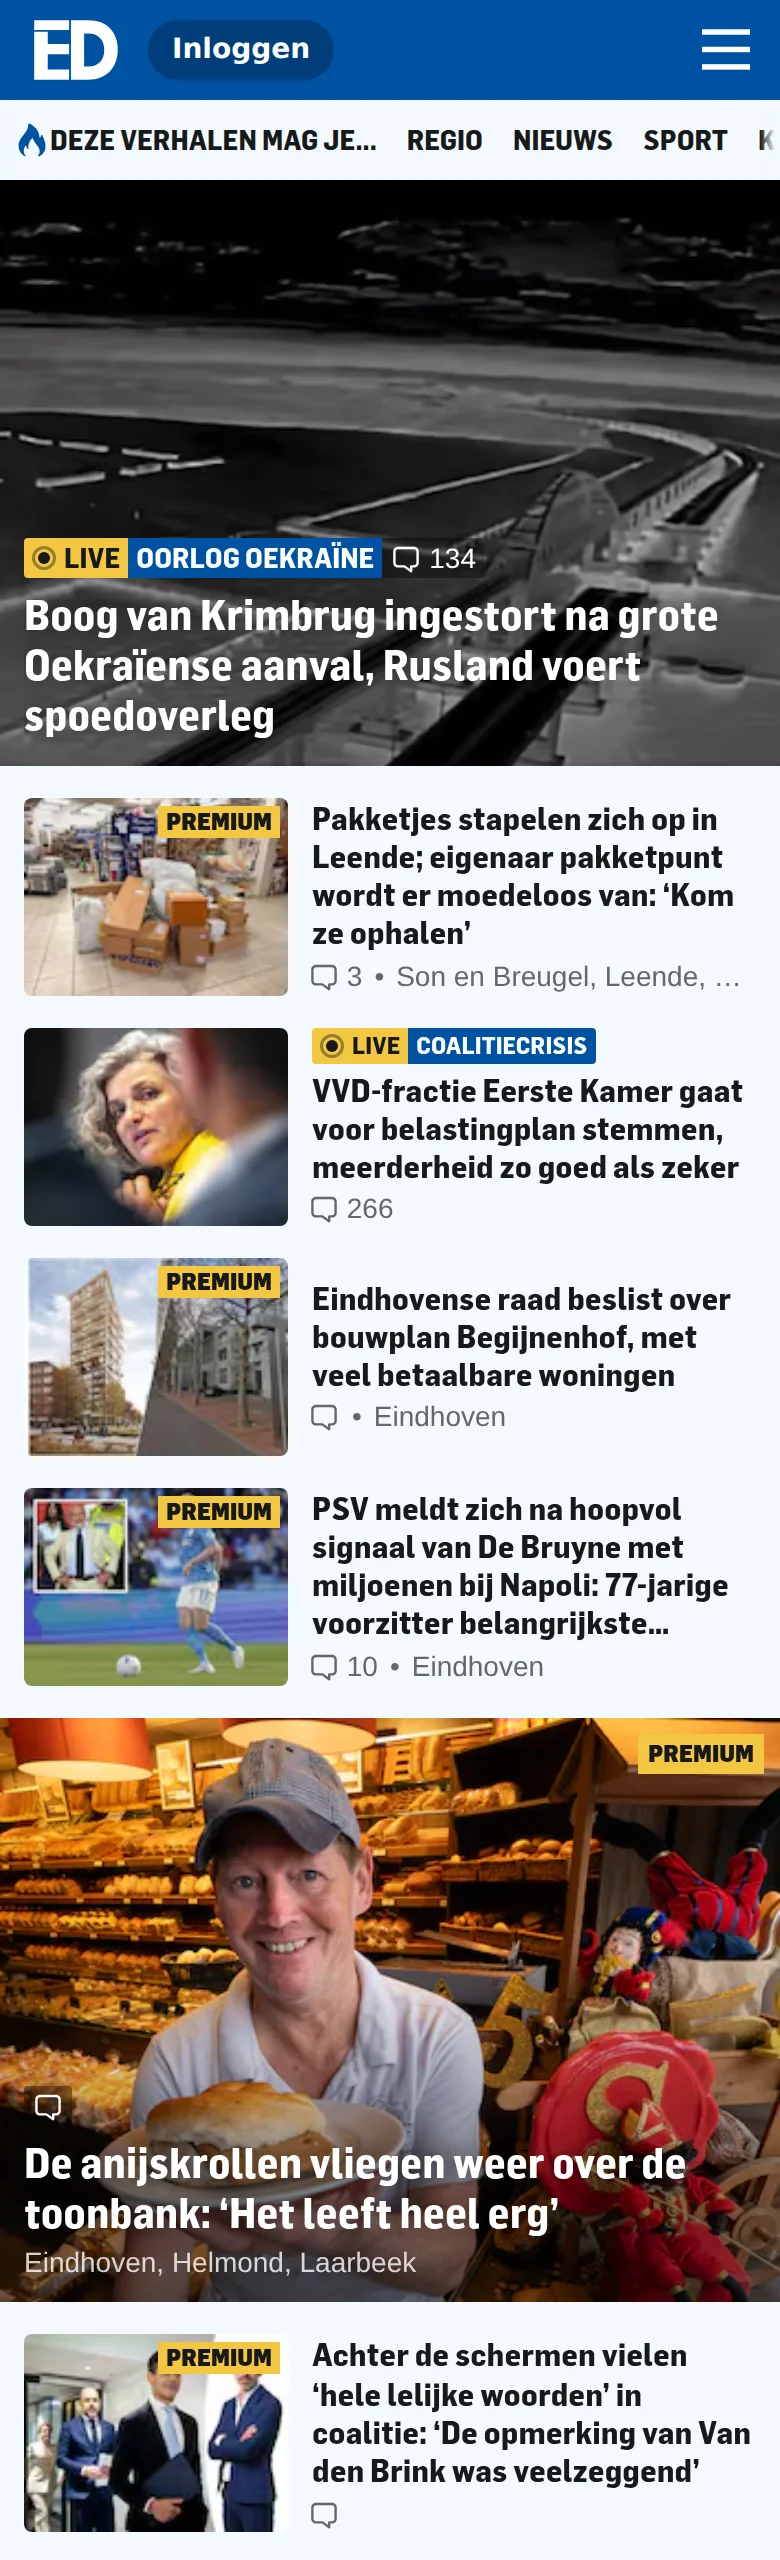 ED Inloggen
DEZE VERHALEN MAG JE... REGIO NIEUWS SPORT
LIVE OORLOG OEKRAÏNE 134
Boog van Krimbrug ingestort na grote
Oekraïense aanval, Rusland voert
spoedoverleg
PREMIUM
Pakketjes stapelen zich op in
Leende; eigenaar pakketpunt
wordt er moedeloos van: ‘Kom
ze ophalen’
3 • Son en Breugel, Leende, ...
LIVE COALITIECRISIS
VVD-fractie Eerste Kamer gaat
voor belastingplan stemmen,
meerderheid zo goed als zeker
266
PREMIUM
Eindhovense raad beslist over
bouwplan Begijnenhof, met
veel betaalbare woningen
• Eindhoven
PREMIUM
PSV meldt zich na hoopvol
signaal van De Bruyne met
miljoenen bij Napoli: 77-jarige
voorzitter belangrijkste...
10 • Eindhoven
PREMIUM
De anijskrollen vliegen weer over de
toonbank: ‘Het leeft heel erg’
Eindhoven, Helmond, Laarbeek
PREMIUM
Achter de schermen vielen
‘hele lelijke woorden’ in
coalitie: ‘De opmerking van Van
den Brink was veelzeggend’